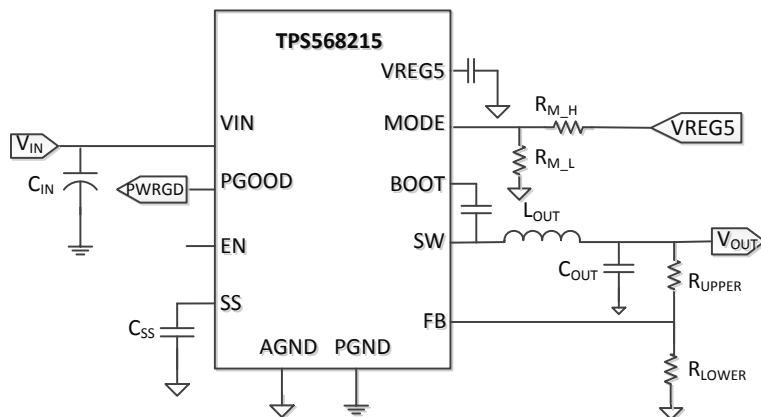 TPS568215
VREG5
R_M_H
VIN
MODE
VREG5
V_IN
R_M_L
C_IN
PWRGD
PGOOD
BOOT
L_OUT
EN
SW
V_OUT
C_OUT
R_UPPER
SS
C_SS
FB
AGND
PGND
R_LOWER